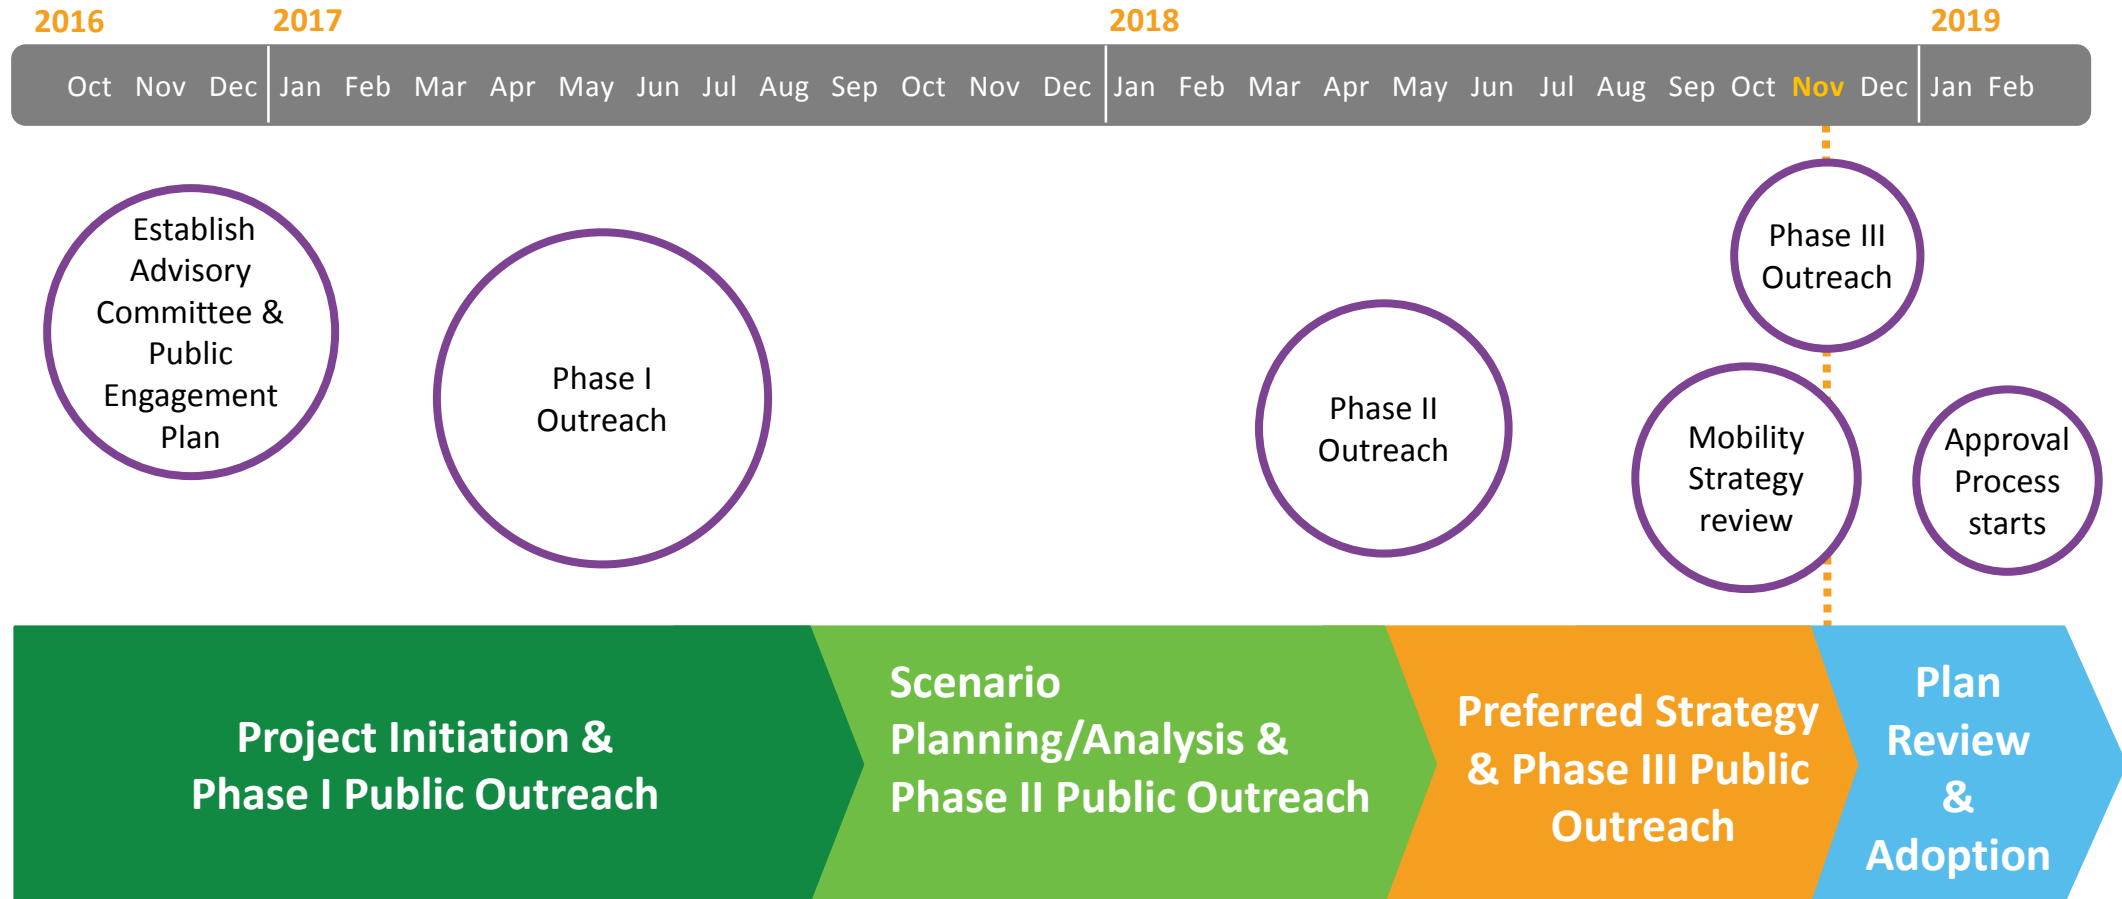 2016 2017 2018 2019
Oct Nov Dec Jan Feb Mar Apr May Jun Jul Aug Sep Oct Nov Dec Jan Feb Mar Apr May Jun Jul Aug Sep Oct Nov Dec Jan Feb
Establish
Advisory
Committee &
Public
Engagement
Plan
Phase I
Outreach
Phase II
Outreach
Phase III
Outreach
Mobility
Strategy
review
Approval
Process
starts
Project Initiation &
Phase I Public Outreach
Scenario
Planning/Analysis &
Phase II Public Outreach
Preferred Strategy
& Phase III Public
Outreach
Plan
Review
&
Adoption